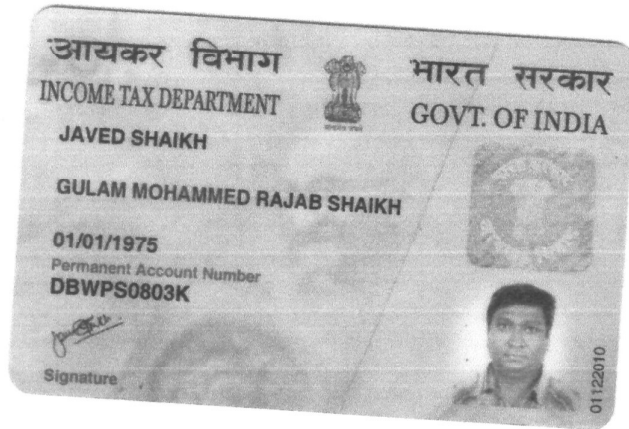 आयकर विभाग
INCOME TAX DEPARTMENT
भारत सरकार
GOVT. OF INDIA
JAVED SHAIKH
GULAM MOHAMMED RAJAB SHAIKH
01/01/1975
Permanent Account Number
DBWPS0803K
Signature
01122010